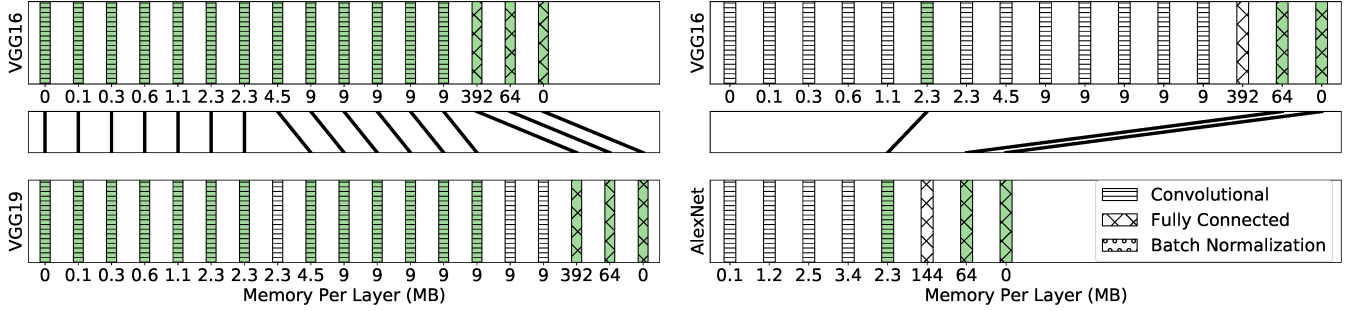 VGG16
0 0.1 0.3 0.6 1.1 2.3 2.3 4.5 9 9 9 9 9 392 64 0
VGG19
0 0.1 0.3 0.6 1.1 2.3 2.3 2.3 4.5 9 9 9 9 9 9 9 392 64 0
Memory Per Layer (MB)
VGG16
0 0.1 0.3 0.6 1.1 2.3 2.3 4.5 9 9 9 9 9 392 64 0
AlexNet
Convolutional
Fully Connected
Batch Normalization
0.1 1.2 2.5 3.4 2.3 144 64 0
Memory Per Layer (MB)